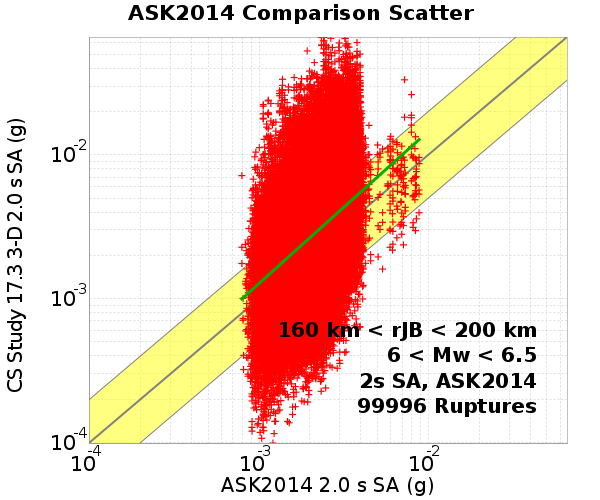 ASK2014 Comparison Scatter
CS Study 17.3 3-D 2.0 s SA (g)
10-2
10-3
10-4
160 km < rJB < 200 km
6 < Mw < 6.5
2s SA, ASK2014
99996 Ruptures
10-4
10-3
10-2
ASK2014 2.0 s SA (g)